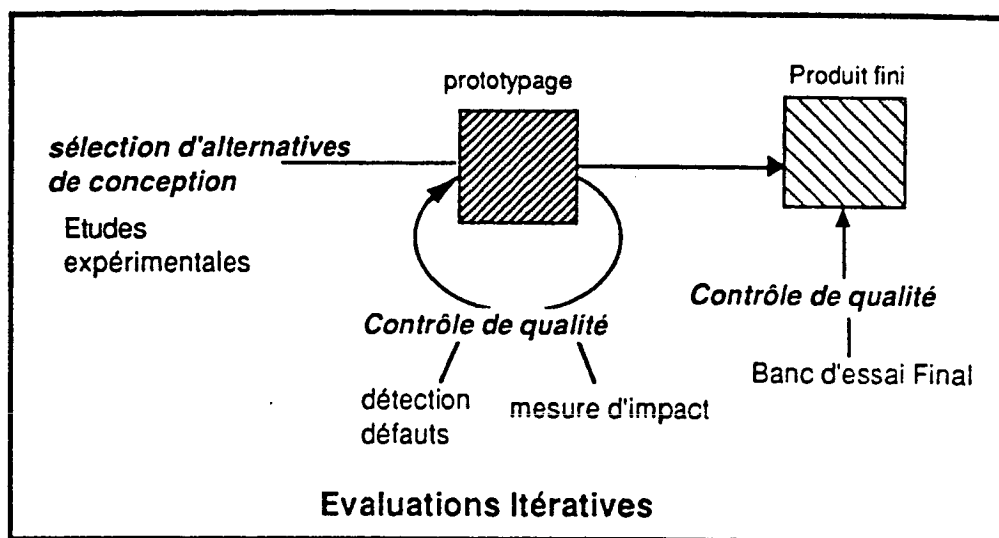 prototypage
Produit fini
sélection d'alternatives
de conception
Etudes
expérimentales
Contrôle de qualité
détection
défauts
mesure d'impact
Contrôle de qualité
Banc d'essai Final
Evaluations Itératives